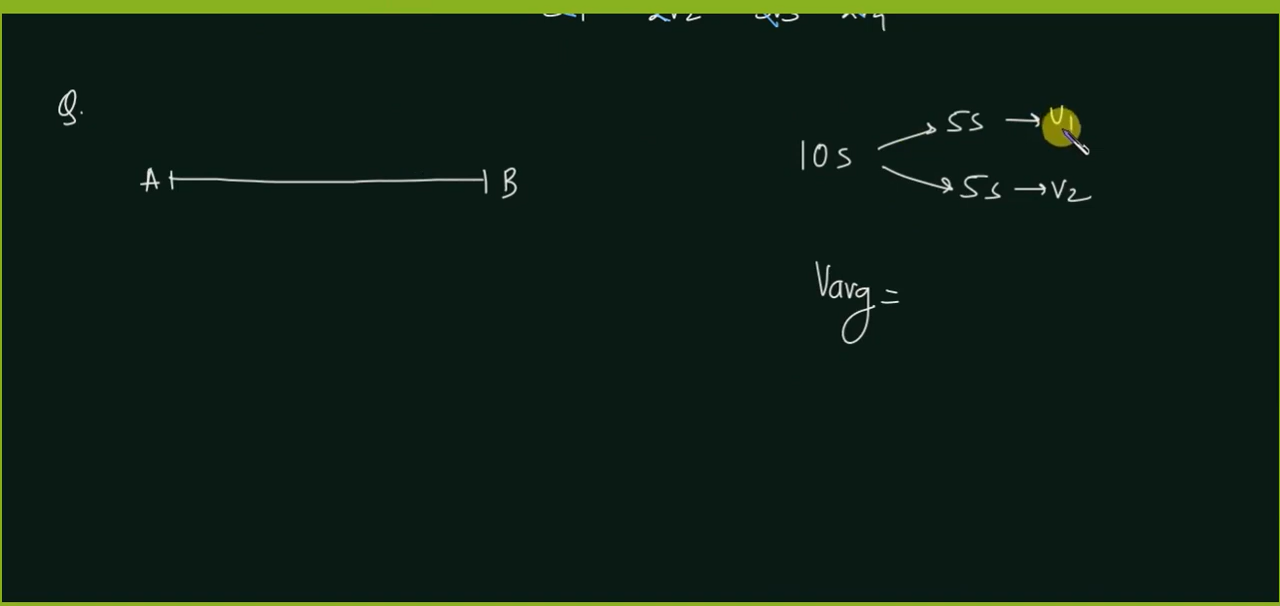 Q.
A B
10s
5s → V1
5s → V2
Vavg =